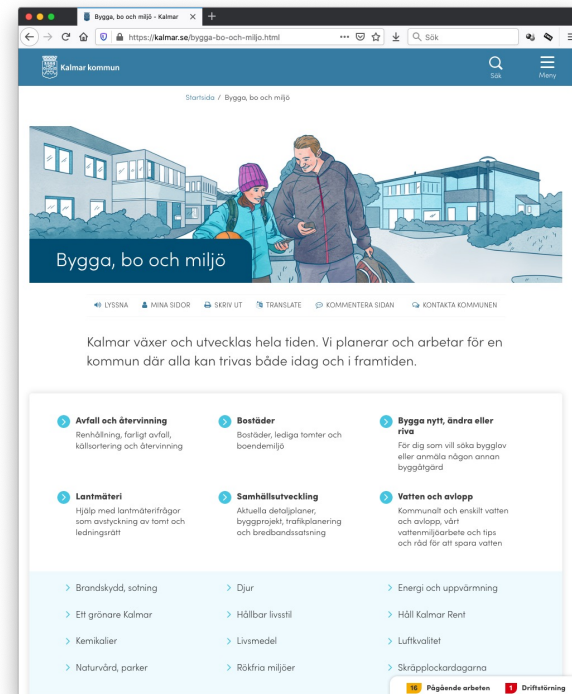 Bygga, bo och miljö - Kalmar
https://kalmar.se/bygga-bo-och-miljo.html
Sök
Kalmar kommun
Sök
Meny
Startsida / Bygga, bo och miljö
Bygga, bo och miljö
LYSSNA MINA SIDOR SKRIV UT TRANSLATE KOMMENTERA SIDAN KONTAKTA KOMMUNEN
Kalmar växer och utvecklas hela tiden. Vi planerar och arbetar för en
kommun där alla kan trivas både idag och i framtiden.
Avfall och återvinning
Renhållning, farligt avfall,
källsortering och återvinning
Bostäder
Bostäder, lediga tomter och
boendemiljö
Bygga nytt, ändra eller
riva
För dig som vill söka bygglov
eller anmäla någon annan
byggåtgärd
Lantmäteri
Hjälp med lantmäterifrågor
som avstyckning av tomt och
ledningsrätt
Samhällsutveckling
Aktuella detaljplaner,
byggprojekt, trafikplanering
och bredbandssatsning
Vatten och avlopp
Kommunalt och enskilt vatten
och avlopp, vårt
vattenmiljöarbete och tips
och råd för att spara vatten
Brandskydd, sotning
Djur
Energi och uppvärmning
Ett grönare Kalmar
Hållbar livsstil
Håll Kalmar Rent
Kemikalier
Livsmedel
Luftkvalitet
Naturvård, parker
Rökfria miljöer
Skräpplockardagarna
16 Pågående arbeten 1 Driftstörning